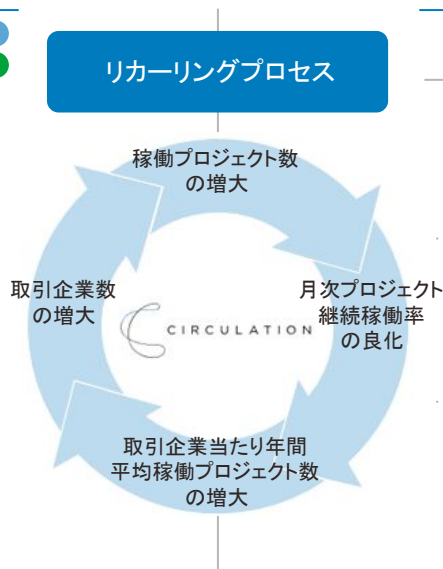 リカーリングプロセス
稼働プロジェクト数
の増大
月次プロジェクト
継続稼働率
の良化
取引企業数
の増大
CIRCULATION
取引企業当たり年間
平均稼働プロジェクト数
の増大